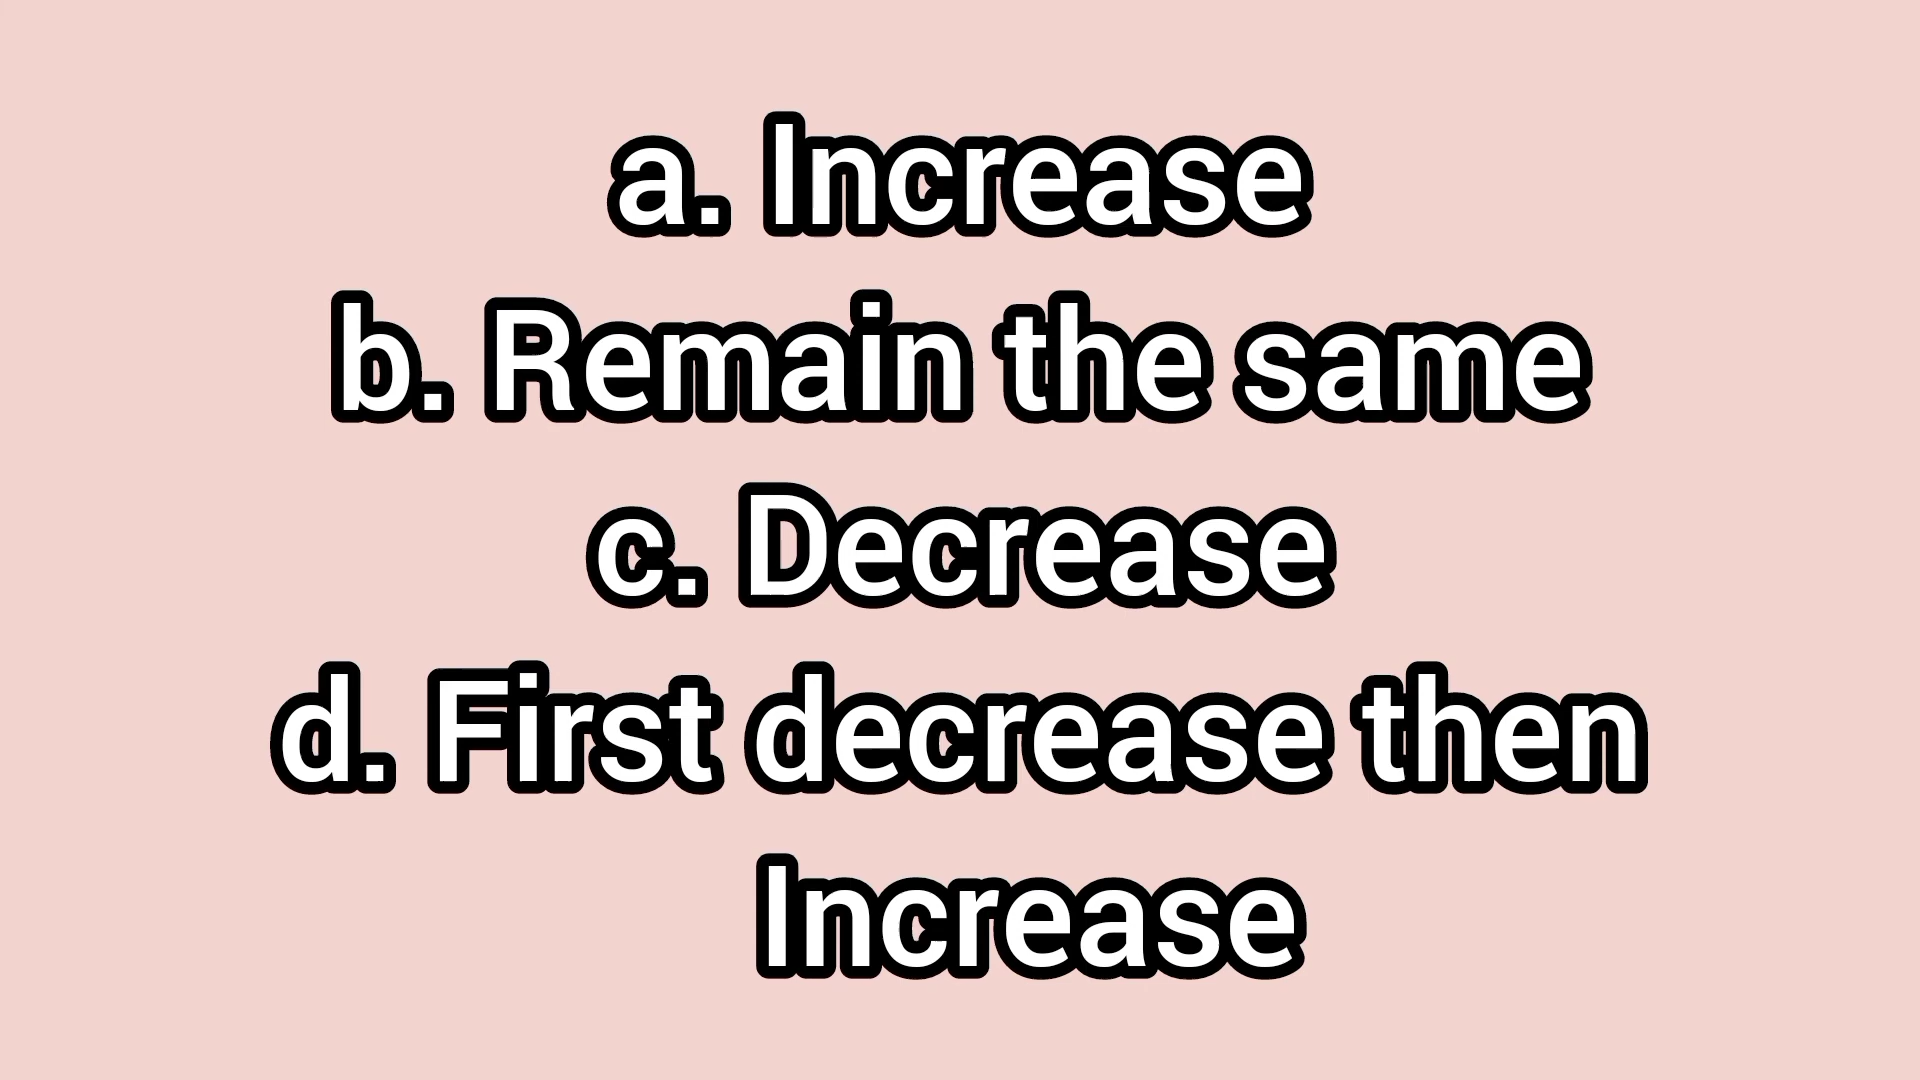 a. Increase
b. Remain the same
c. Decrease
d. First decrease then
Increase